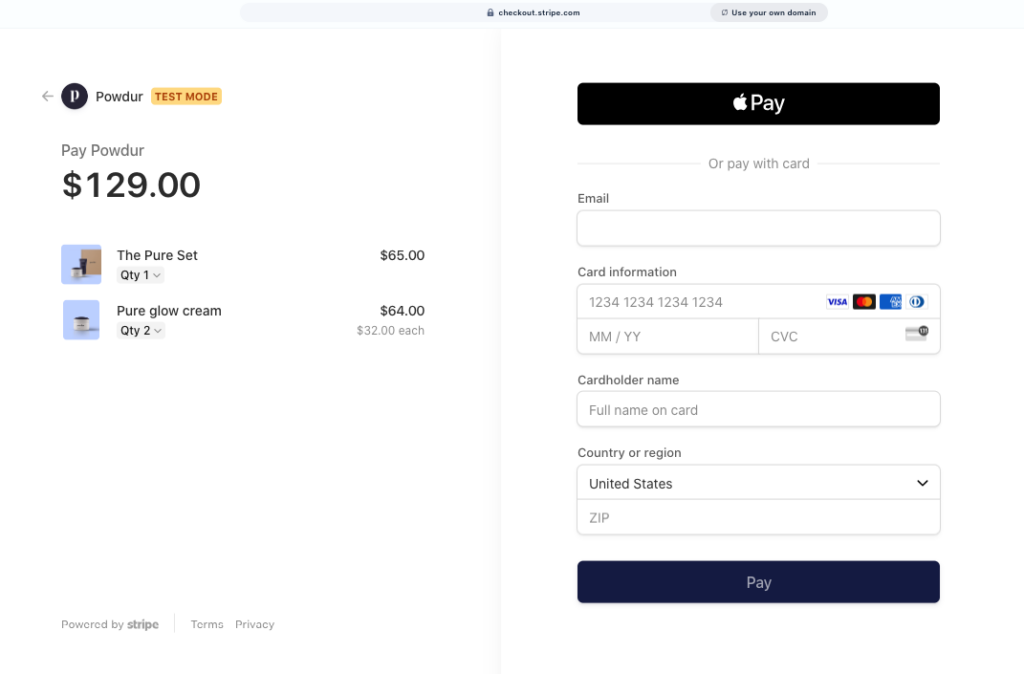 checkout.stripe.com
Use your own domain
Powdur TEST MODE
Pay Powdur
$129.00
The Pure Set $65.00
Qty 1
Pure glow cream $64.00
Qty 2 $32.00 each
Powered by stripe Terms Privacy
Pay
Or pay with card
Email
Card information
1234 1234 1234 1234 VISA
MM / YY CVC
Cardholder name
Full name on card
Country or region
United States
ZIP
Pay